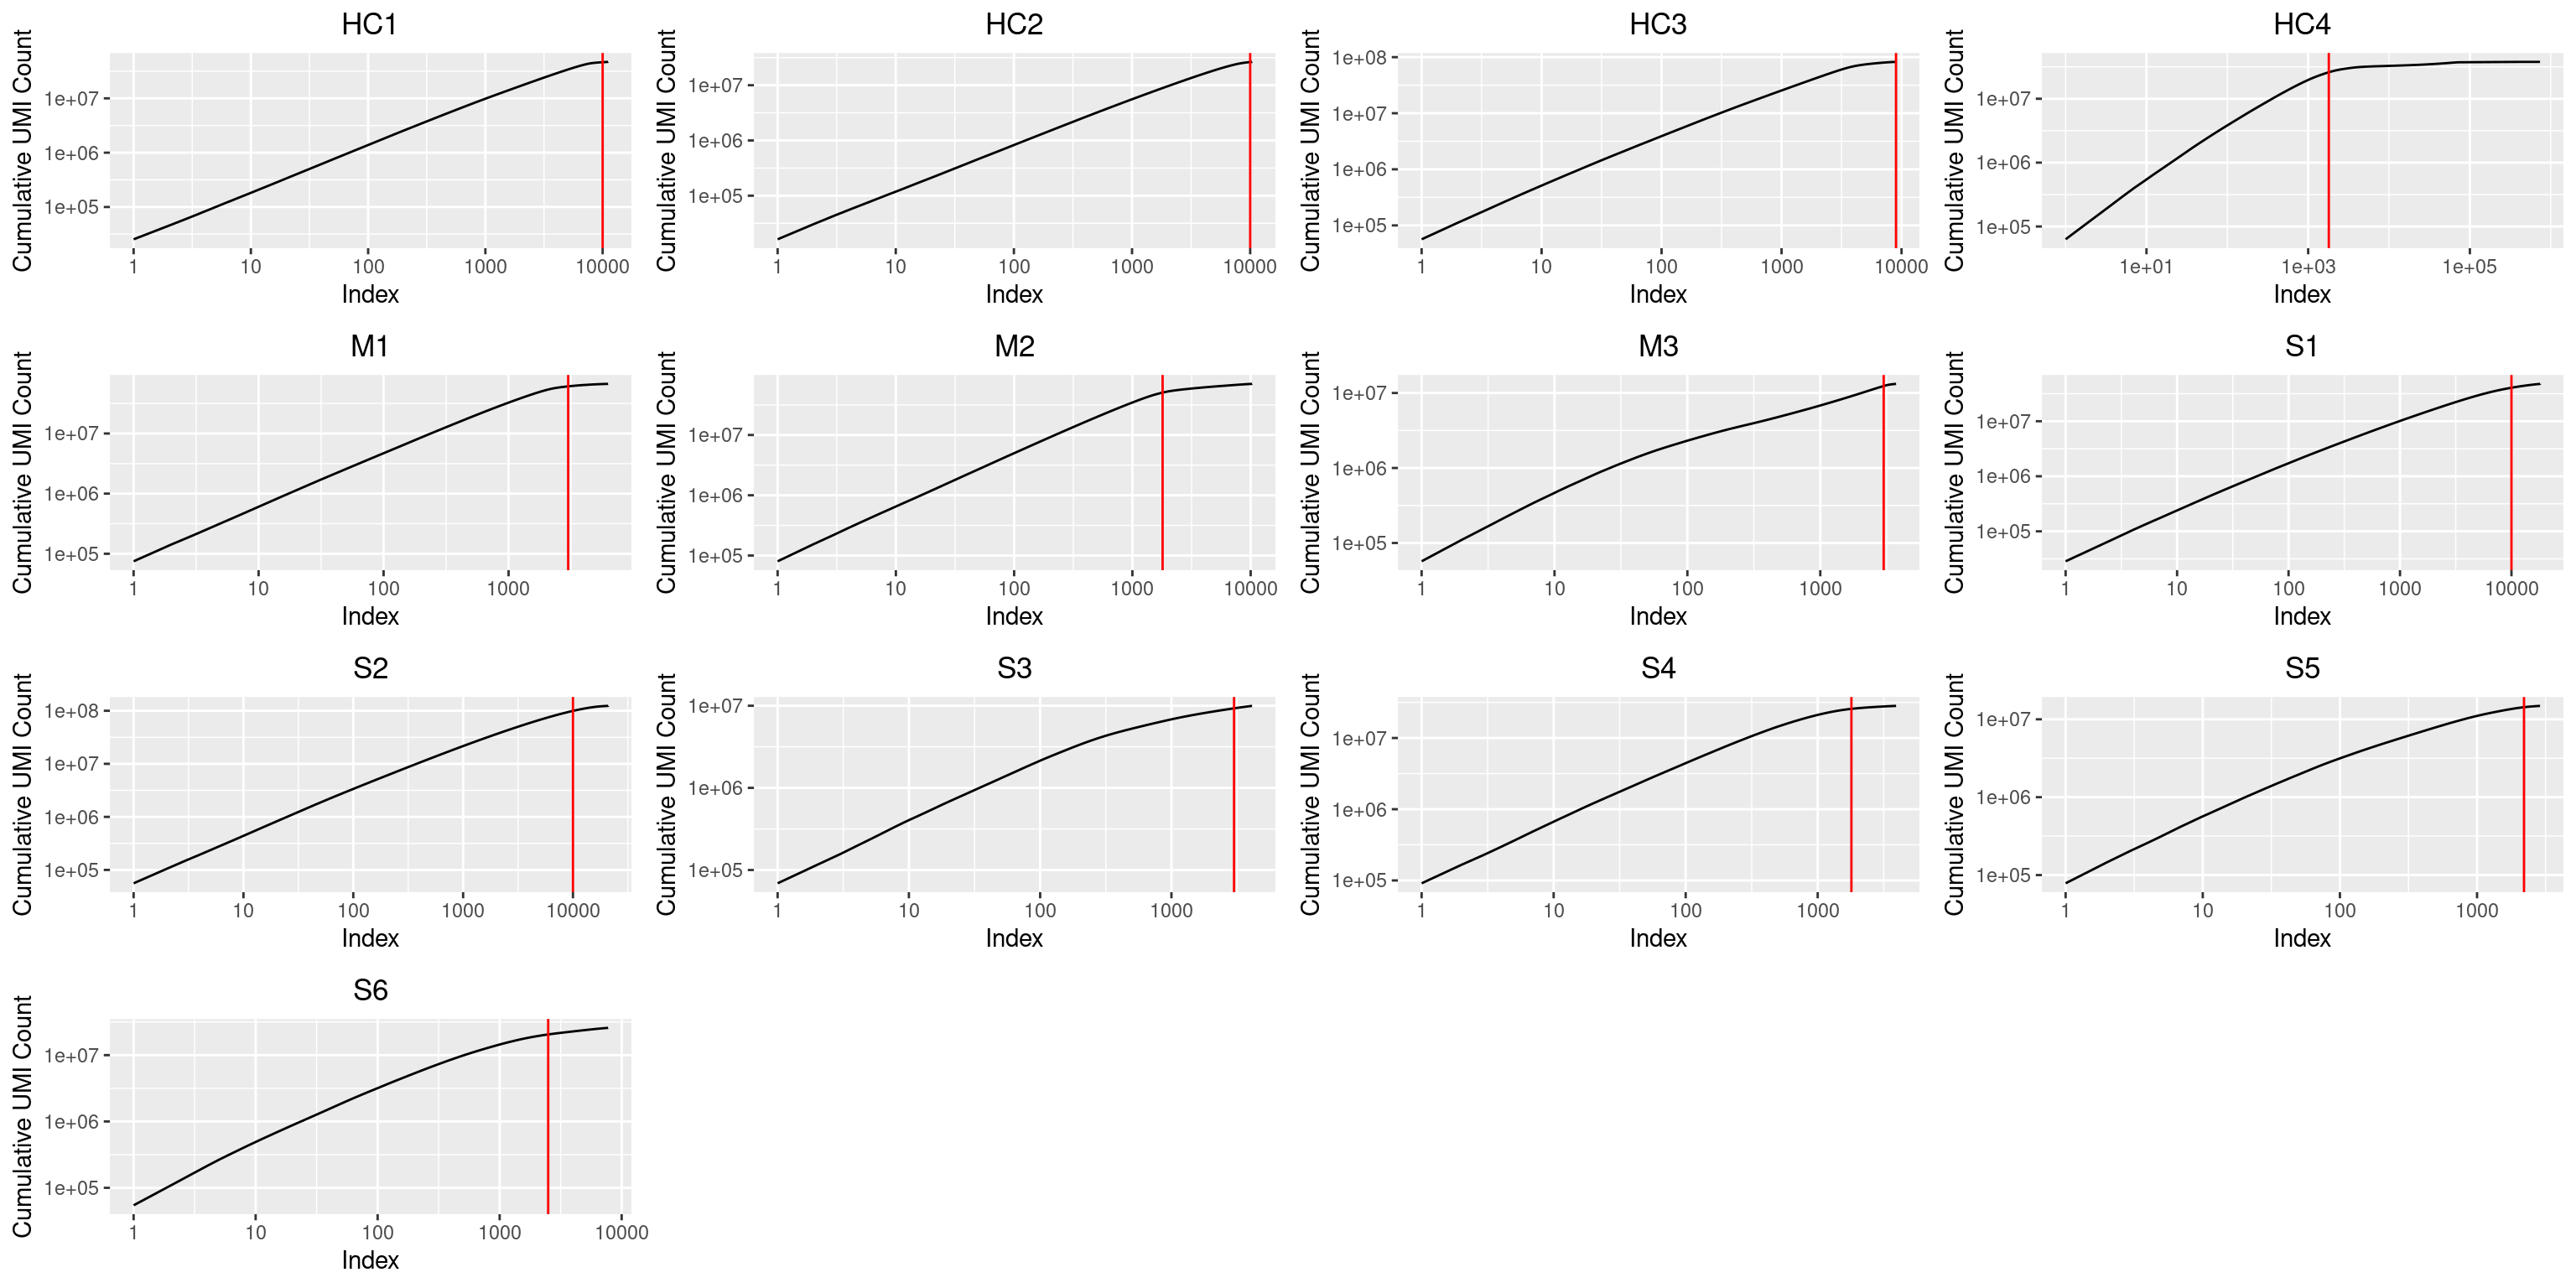 HC1 HC2 HC3 HC4
Cumulative UMI Count Cumulative UMI Count Cumulative UMI Count Cumulative UMI Count
1e+07 1e+07 1e+08 1e+07
1e+06 1e+06 1e+07 1e+06
1e+05 1e+05 1e+06 1e+05
1e+05
1 10 100 1000 10000 1 10 100 1000 10000 1 10 100 1000 10000 1e+01 1e+03 1e+05
Index Index Index Index
M1 M2 M3 S1
Cumulative UMI Count Cumulative UMI Count Cumulative UMI Count Cumulative UMI Count
1e+07 1e+07 1e+07 1e+07
1e+06 1e+06 1e+06 1e+06
1e+05 1e+05 1e+05 1e+05
1 10 100 1000 1 10 100 1000 10000 1 10 100 1000 1 10 100 1000 10000
Index Index Index Index
S2 S3 S4 S5
Cumulative UMI Count Cumulative UMI Count Cumulative UMI Count Cumulative UMI Count
1e+08 1e+07 1e+07 1e+07
1e+07 1e+06 1e+06 1e+06
1e+06 1e+05 1e+05 1e+05
1e+05
1 10 100 1000 10000 1 10 100 1000 1 10 100 1000 1 10 100 1000
Index Index Index Index
S6
Cumulative UMI Count
1e+07
1e+06
1e+05
1 10 100 1000 10000
Index